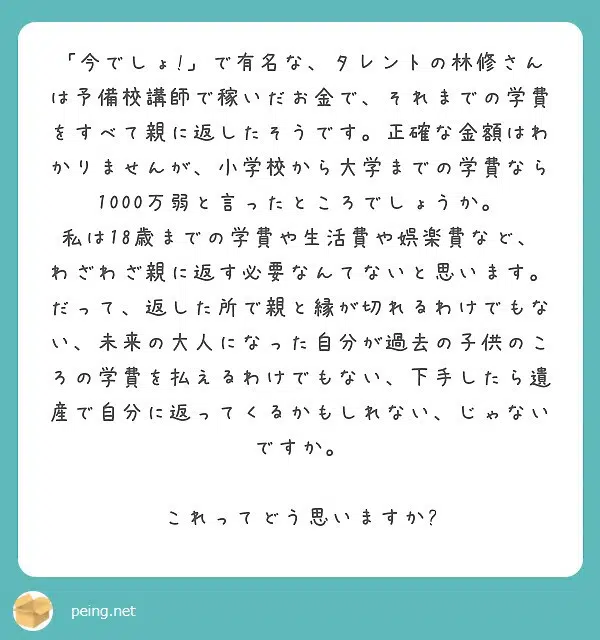 「今でしょ!」で有名な、タレントの林修さん
は予備校講師で稼いだお金で、それまでの学費
をすべて親に返したそうです。正確な金額はわ
かりませんが、小学校から大学までの学費なら
1000万弱と言ったところでしょうか。
私は18歳までの学費や生活費や娯楽費など、
わざわざ親に返す必要なんてないと思います。
だって、返した所で親と縁が切れるわけでもな
い、未来の大人になった自分が過去の子供のこ
ろの学費を払えるわけでもない、下手したら遺
産で自分に返ってくるかもしれない、じゃない
ですか。
これってどう思いますか?
peing.net